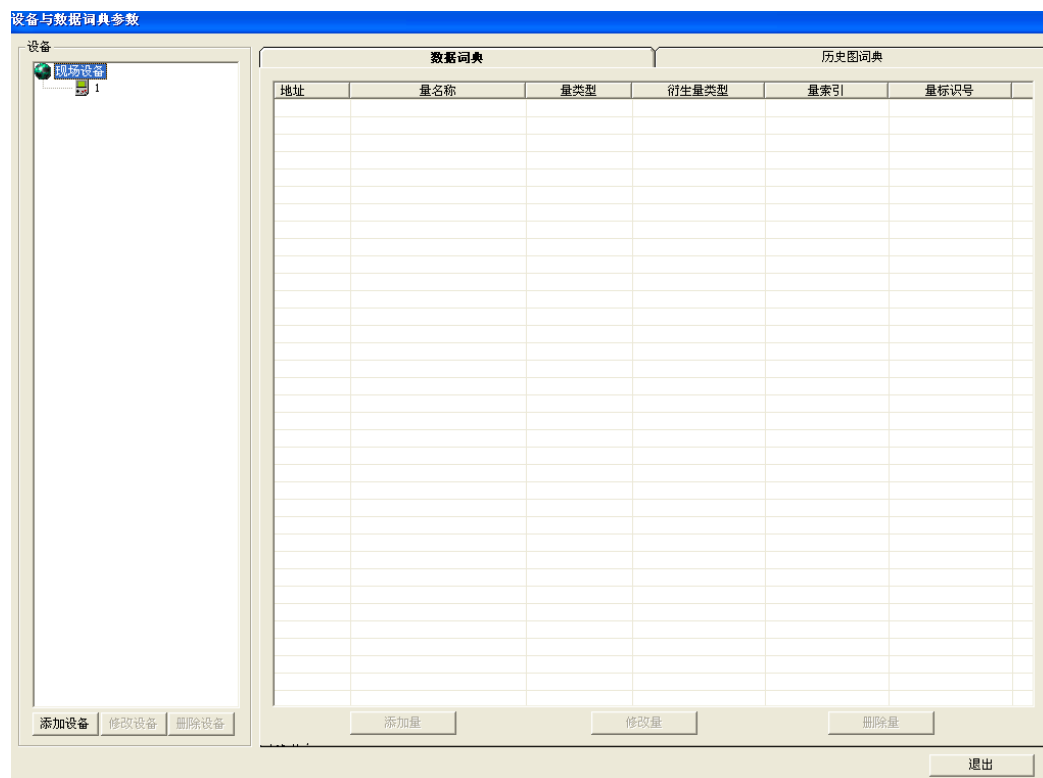 设备与数据词典参数
设备
现场设备
1
数据词典 历史图词典
地址 量名称 量类型 衍生量类型 量索引 量标识号
添加设备 修改设备 删除设备
添加量 修改量 删除量
退出